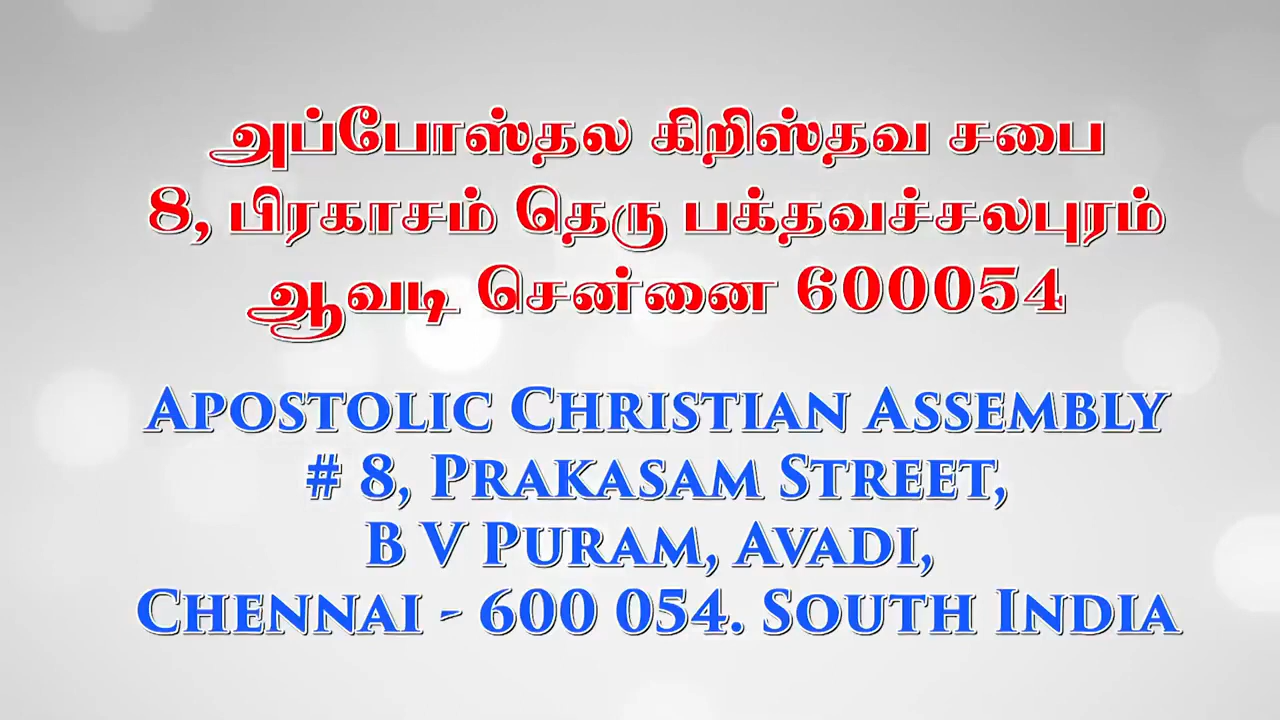 அப்போஸ்தல கிறிஸ்தவ சபை
8, பிரகாசம் தெரு பக்தவச்சலபுரம்
ஆவடி சென்னை 600054
Apostolic Christian Assembly
# 8, Prakasam Street,
B V Puram, Avadi,
Chennai - 600 054. South India